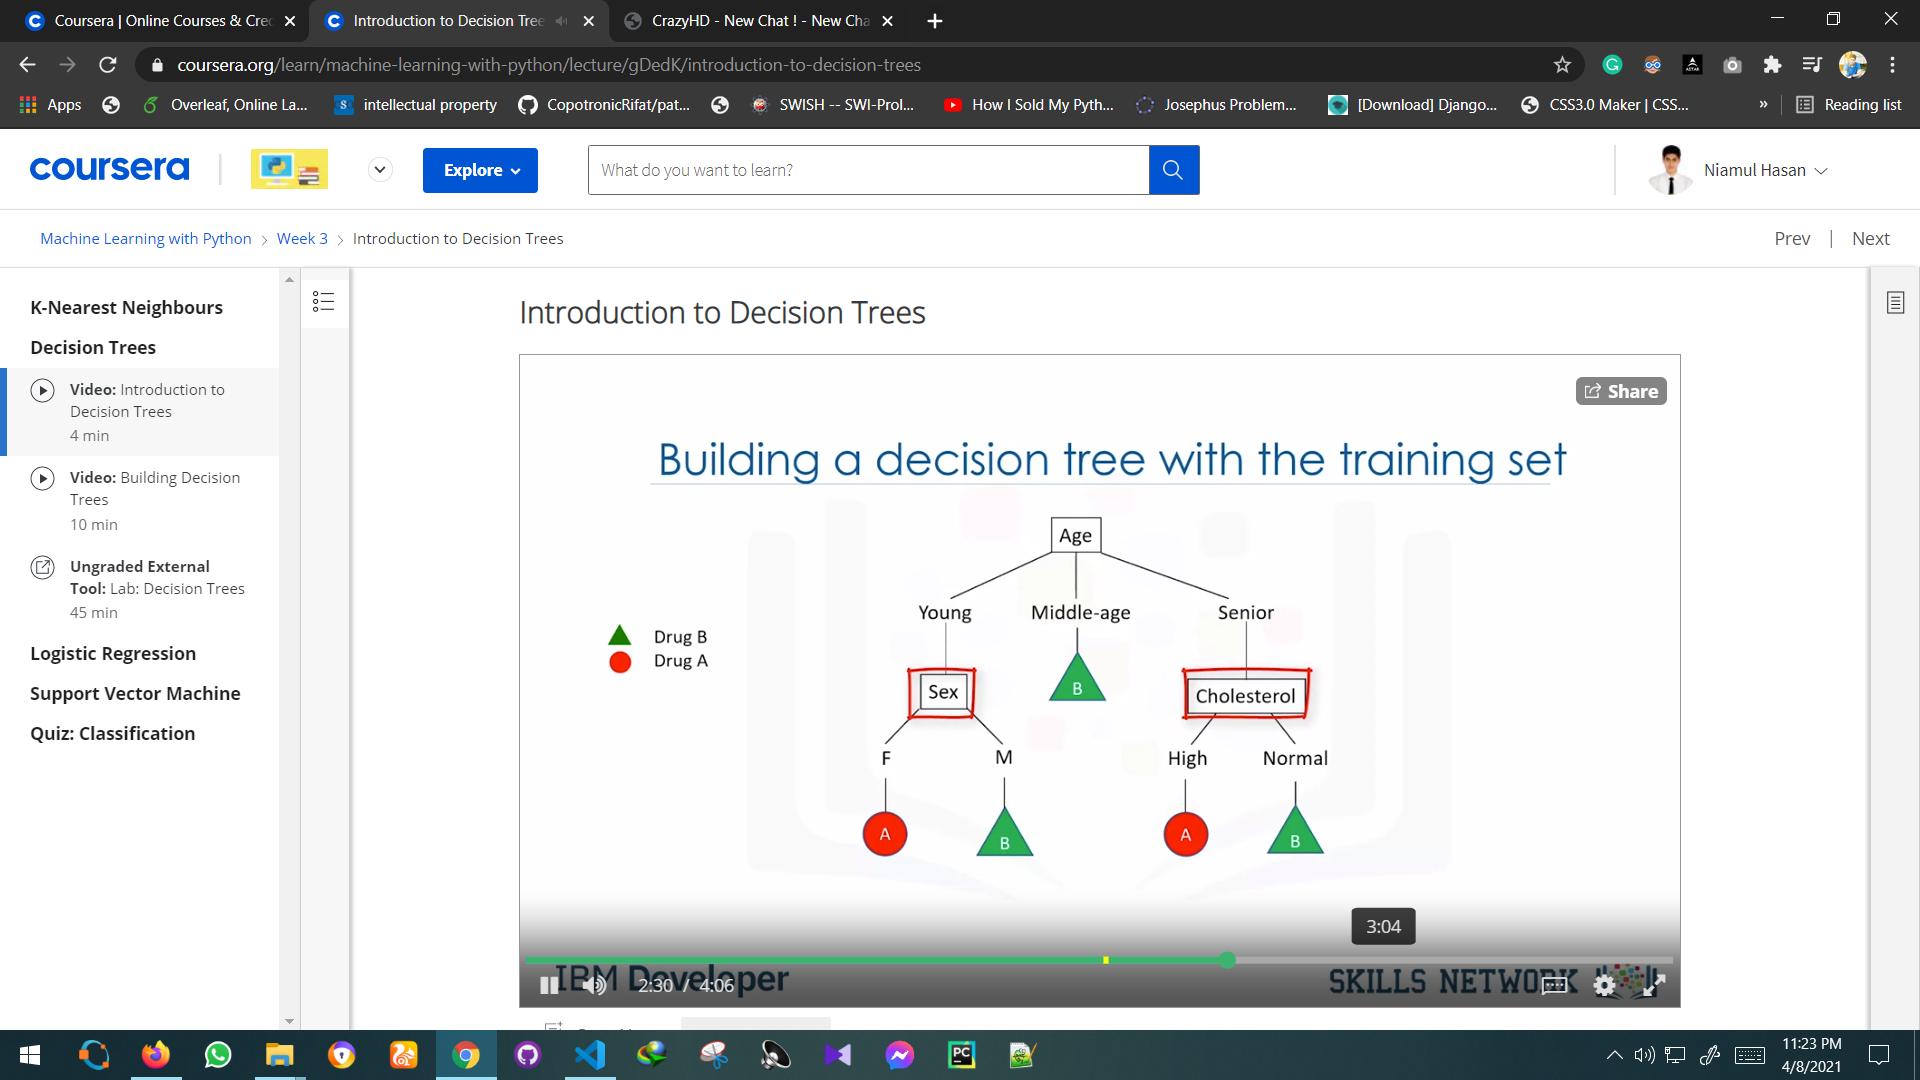 Coursera | Online Courses & Cre
Introduction to Decision Tree
CrazyHD - New Chat ! - New Cha
coursera.org/learn/machine-learning-with-python/lecture/gDedK/introduction-to-decision-trees
Apps
Overleaf, Online La...
intellectual property
CopotronicRifat/pat...
SWISH -- SWI-Prol...
How I Sold My Pyth...
Josephus Problem...
[Download] Django...
CSS3.0 Maker | CSS...
»
Reading list
coursera
Explore
What do you want to learn?
Niamul Hasan
Machine Learning with Python > Week 3 > Introduction to Decision Trees
Prev | Next
K-Nearest Neighbours
Decision Trees
Video: Introduction to
Decision Trees
4 min
Video: Building Decision
Trees
10 min
Ungraded External
Tool: Lab: Decision Trees
45 min
Logistic Regression
Support Vector Machine
Quiz: Classification
Introduction to Decision Trees
Share
Building a decision tree with the training set
Age
Young Middle-age Senior
Drug B
Drug A
Sex B Cholesterol
F M High Normal
A B A B
3:04
IBM Developer
SKILLS NETWORK
2:30 / 4:06
11:23 PM
4/8/2021